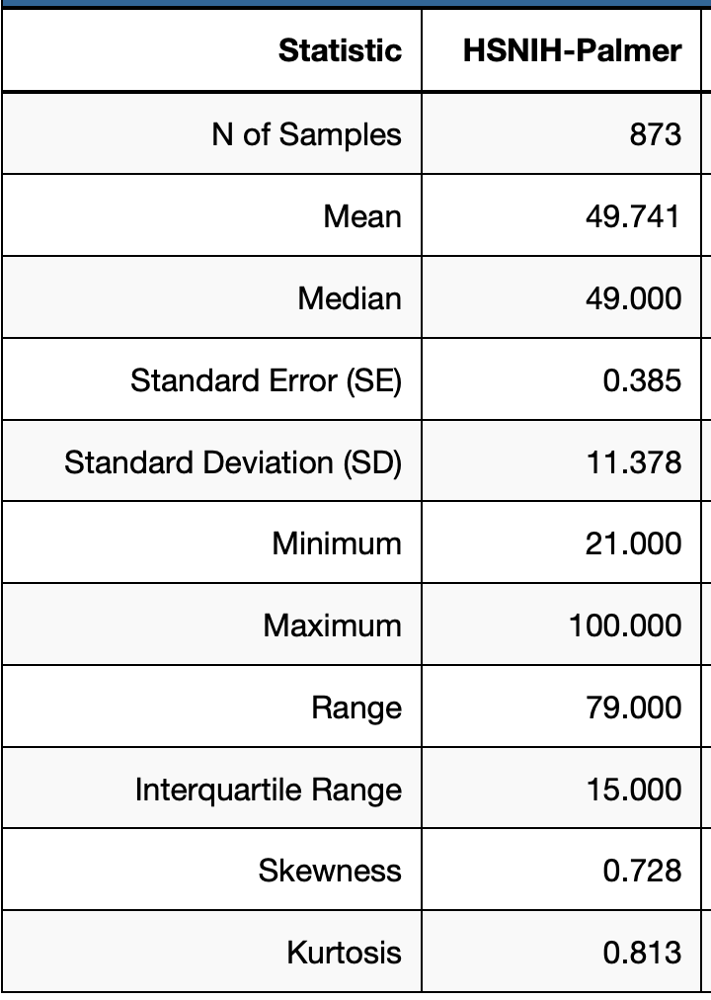 Statistic HSNIH-Palmer
N of Samples 873
Mean 49.741
Median 49.000
Standard Error (SE) 0.385
Standard Deviation (SD) 11.378
Minimum 21.000
Maximum 100.000
Range 79.000
Interquartile Range 15.000
Skewness 0.728
Kurtosis 0.813